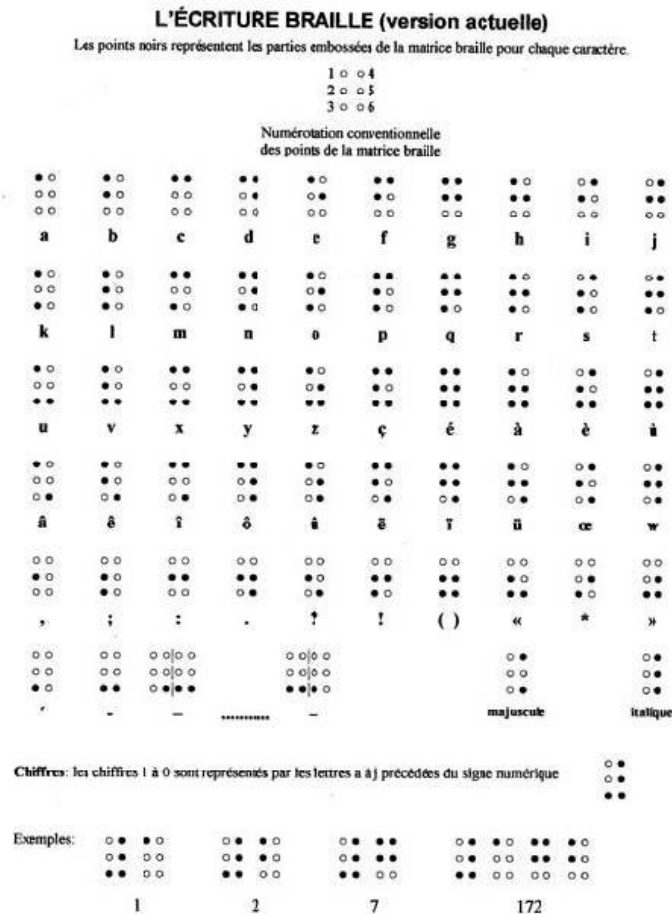 L'ÉCRITURE BRAILLE (version actuelle)
Les points noirs représentent les parties embossées de la matrice braille pour chaque caractère.
1 4
2 5
3 6
Numérotation conventionnelle
des points de la matrice braille
a b c d e f g h i j
k l m n o p q r s t
u v x y z ç é à è ù
â ê î ô û ë ï ü œ w
, ; : . ? ! ( ) « * »
' - – ........... – majuscule italique
Chiffres: les chiffres 1 à 0 sont représentés par les lettres a à j précédées du signe numérique
Exemples:
1 2 7 172